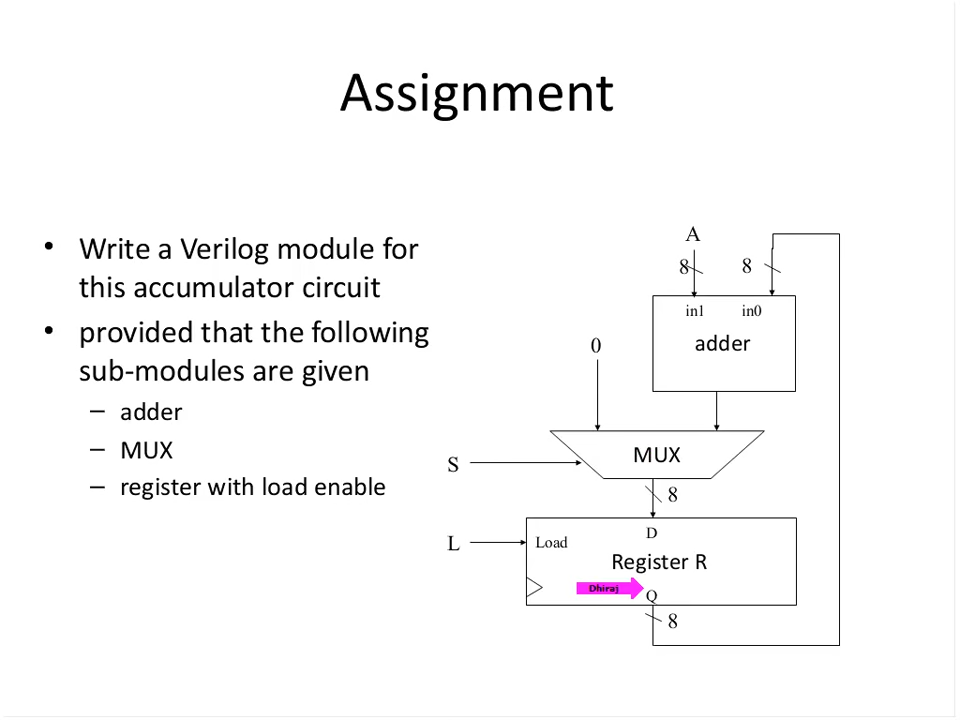 Assignment
• Write a Verilog module for
this accumulator circuit
• provided that the following
sub-modules are given
– adder
– MUX
– register with load enable
A
8
8
in1 in0
adder
0
MUX
S
8
D
L
Load
Register R
Dhiraj
Q
8